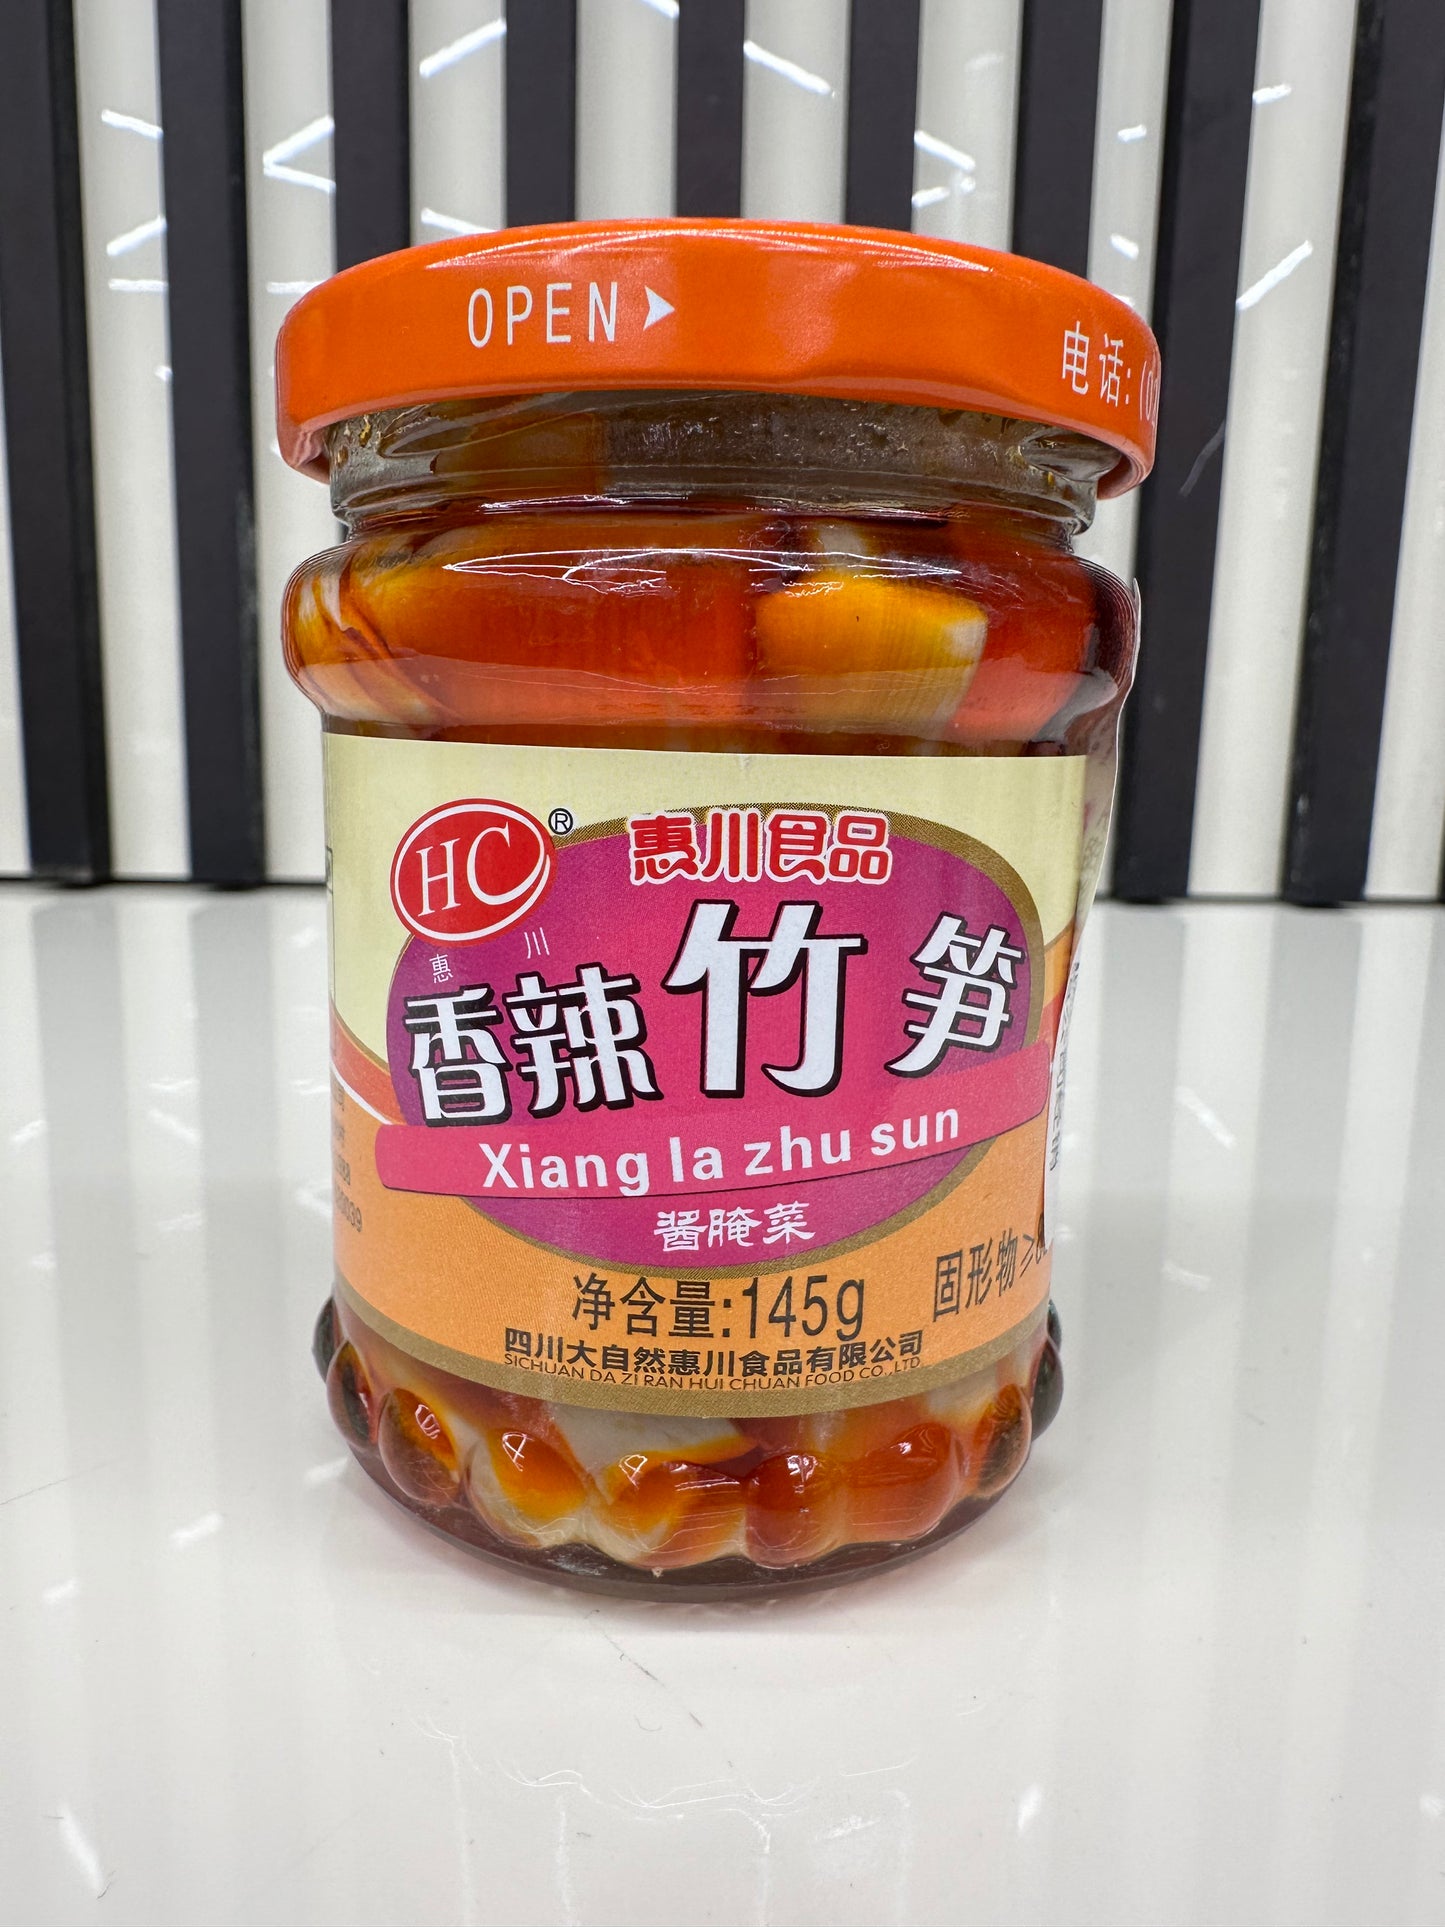 OPEN
电话:
HC®
惠川
惠川食品
香辣竹笋
Xiang la zhu sun
酱腌菜
净含量:145g
固形物≥
四川大自然惠川食品有限公司
SICHUAN DA ZI RAN HUI CHUAN FOOD CO.,LTD.